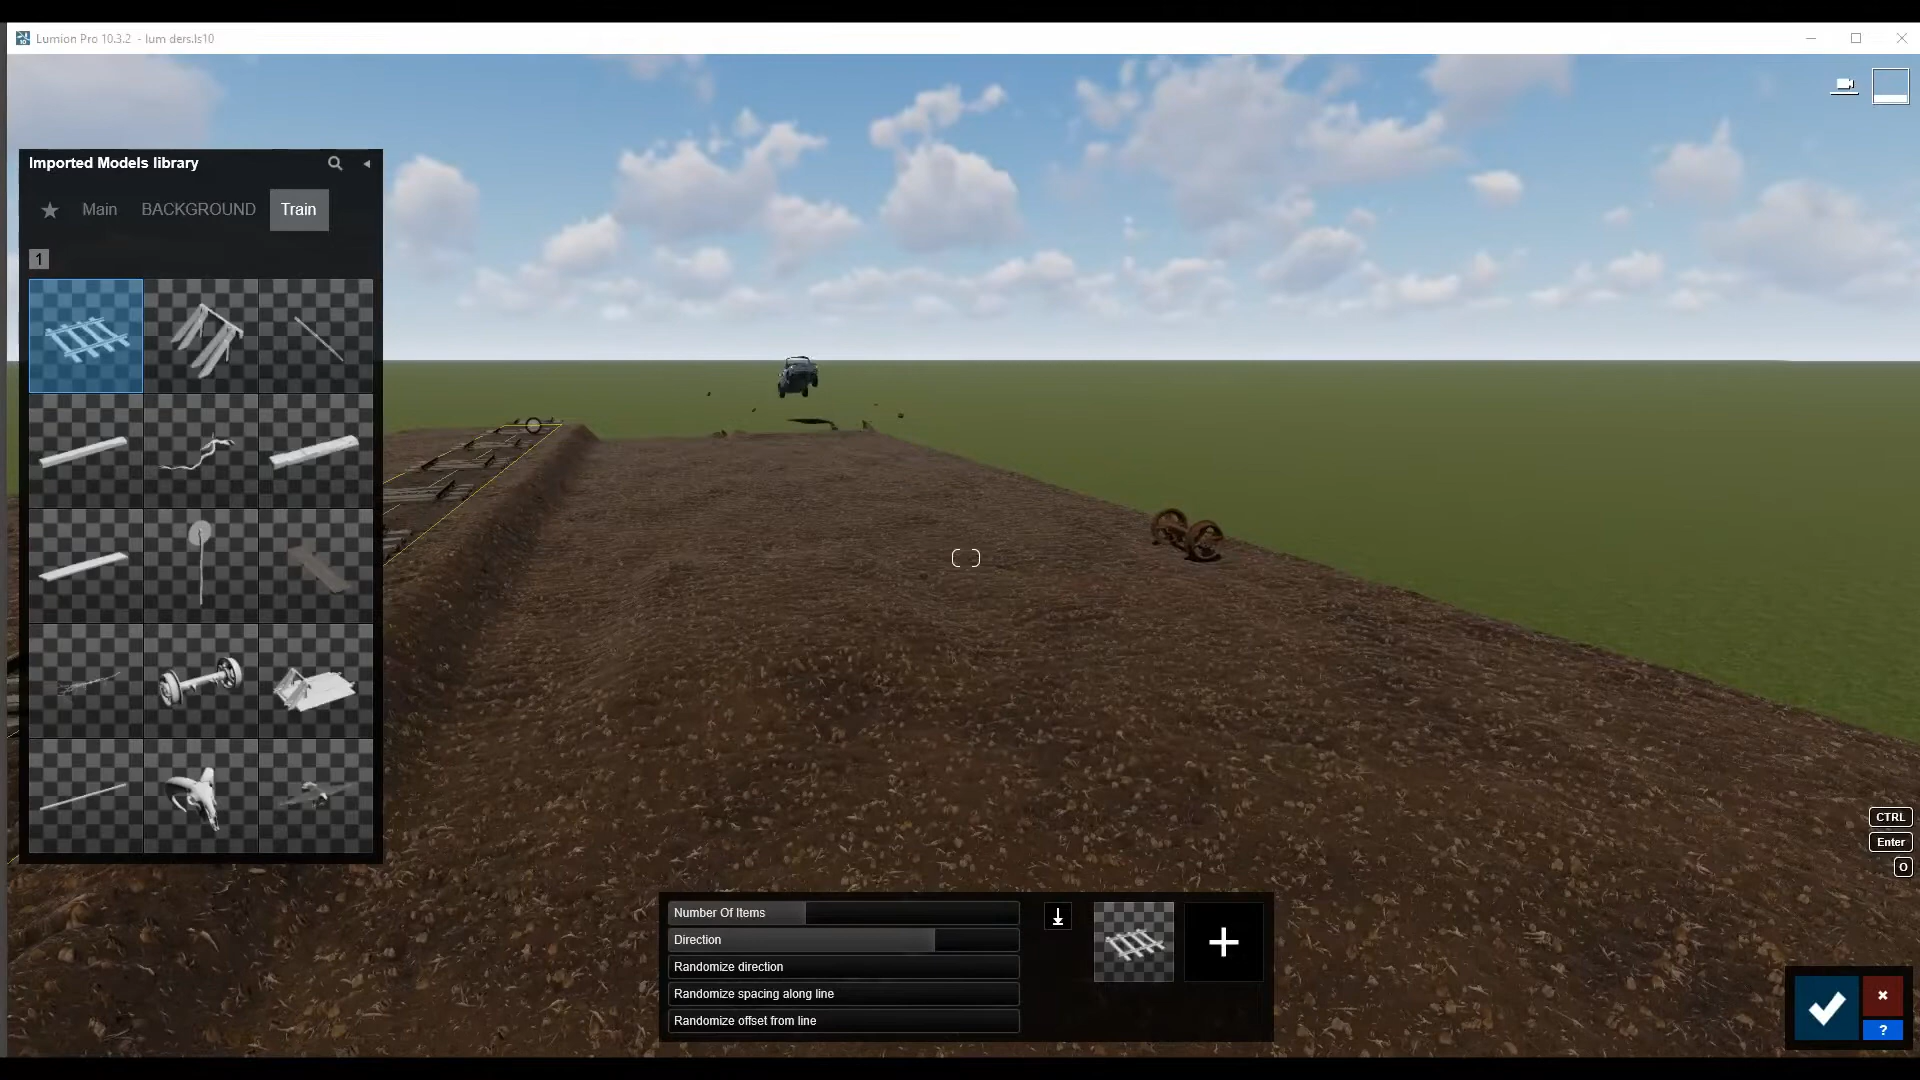 Lumion Pro 10.3.2 - lum ders.ls10
Imported Models library
Main BACKGROUND Train
1
CTRL
Enter
O
Number Of Items
Direction
Randomize direction
Randomize spacing along line
Randomize offset from line
?